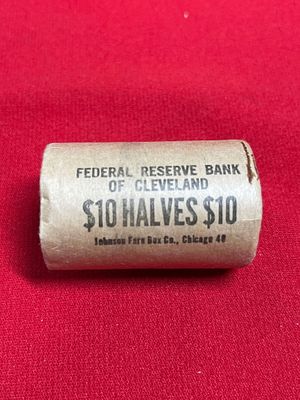 FEDERAL RESERVE BANK
OF CLEVELAND
$10 HALVES $10
Johnson Fare Box Co., Chicago 40